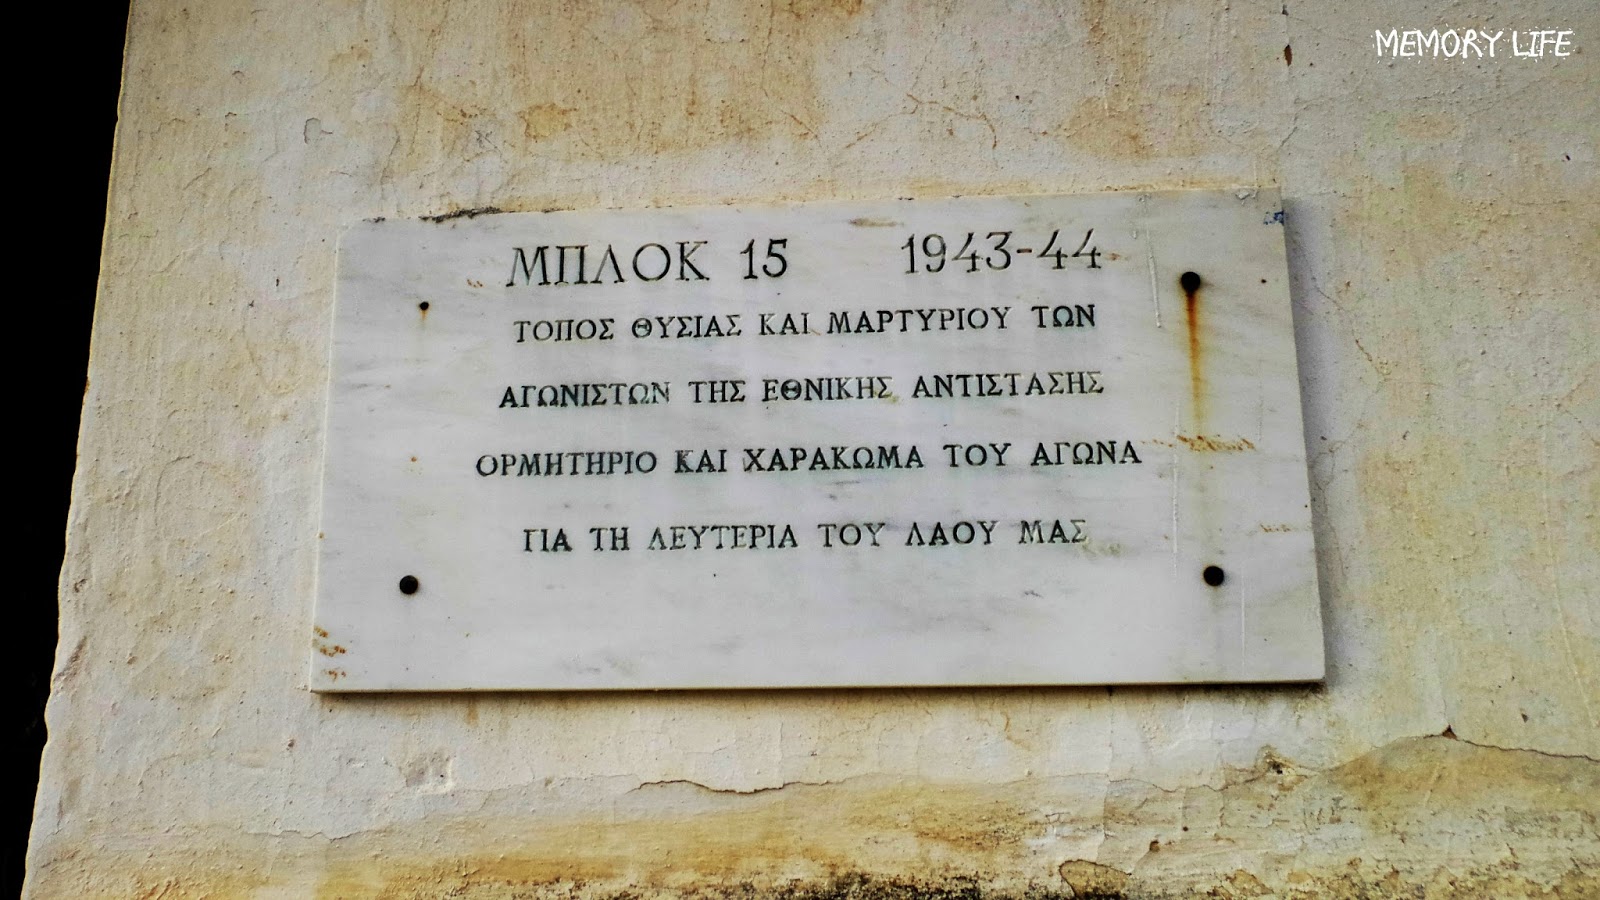 MEMORY LIFE
ΜΠΛΟΚ 15 1943-44
ΤΟΠΟΣ ΘΥΣΙΑΣ ΚΑΙ ΜΑΡΤΥΡΙΟΥ ΤΩΝ
ΑΓΩΝΙΣΤΩΝ ΤΗΣ ΕΘΝΙΚΗΣ ΑΝΤΙΣΤΑΣΗΣ
ΟΡΜΗΤΗΡΙΟ ΚΑΙ ΧΑΡΑΚΩΜΑ ΤΟΥ ΑΓΩΝΑ
ΓΙΑ ΤΗ ΛΕΥΤΕΡΙΑ ΤΟΥ ΛΑΟΥ ΜΑΣ